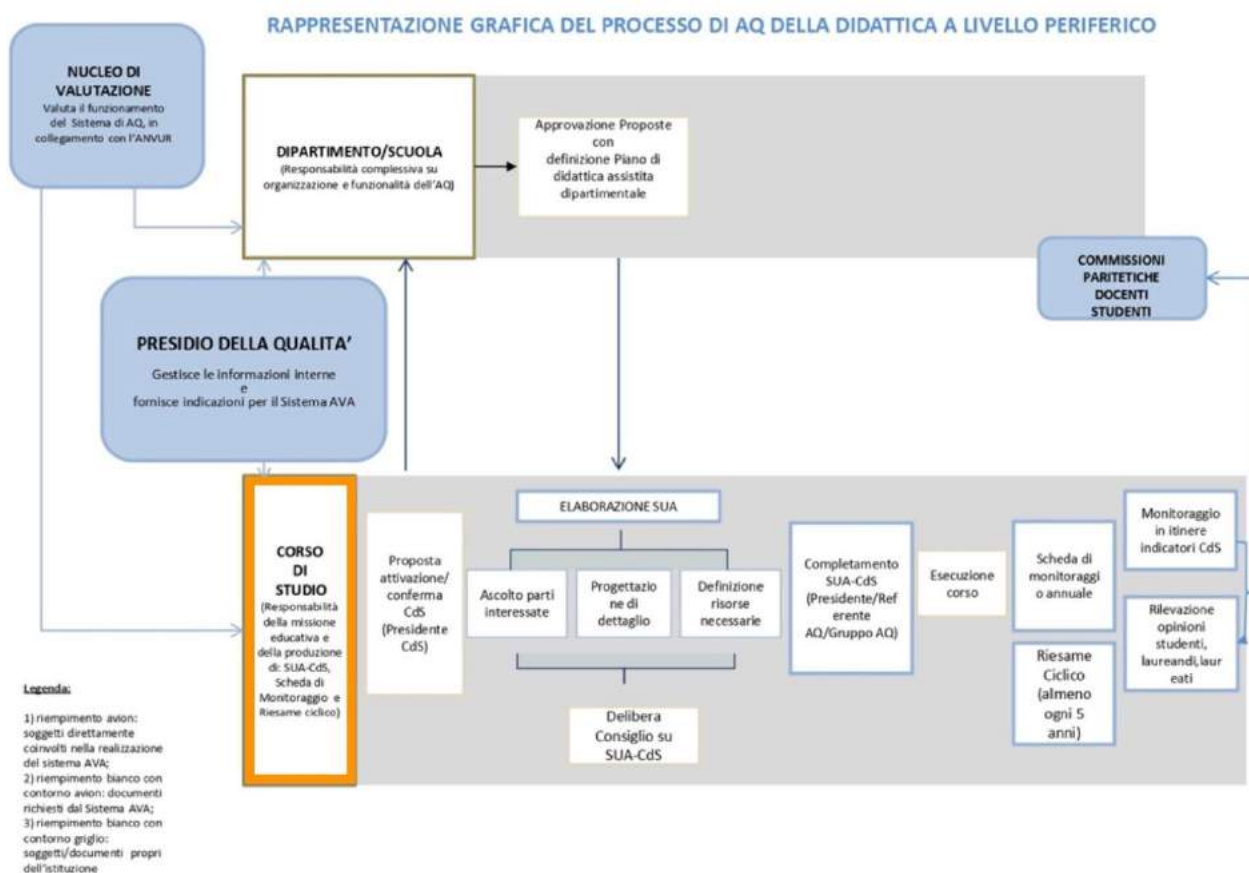 RAPPRESENTAZIONE GRAFICA DEL PROCESSO DI AQ DELLA DIDATTICA A LIVELLO PERIFERICO
NUCLEO DI
VALUTAZIONE
Valuta il funzionamento
del Sistema di AQ, in
collegamento con l'ANVUR
DIPARTIMENTO/SCUOLA
(Responsabilità complessiva su
organizzazione e funzionalità dell'AQ)
Approvazione Proposte
con
definizione Piano di
didattica assistita
dipartimentale
COMMISSIONI
PARITETICHE
DOCENTI
STUDENTI
PRESIDIO DELLA QUALITA'
Gestisce le informazioni interne
e
fornisce indicazioni per il Sistema AVA
CORSO
DI
STUDIO
(Responsabilità
della missione
educativa e
della produzione
di: SUA-CdS,
Scheda di
Monitoraggio e
Riesame ciclico)
Proposta
attivazione/
conferma
CdS
(Presidente
CdS)
ELABORAZIONE SUA
Ascolto parti
interessate
Progettazio
ne di
dettaglio
Definizione
risorse
necessarie
Delibera
Consiglio su
SUA-CdS
Completamento
SUA-CdS
(Presidente/Ref
erente
AQ/Gruppo AQ)
Esecuzione
corso
Scheda di
monitoraggi
o annuale
Riesame
Ciclico
(almeno
ogni 5
anni)
Monitoraggio
in itinere
indicatori CdS
Rilevazione
opinioni
studenti,
laureandi,laur
eati
Legenda:
1) riempimento avion:
soggetti direttamente
coinvolti nella realizzazione
del sistema AVA;
2) riempimento bianco con
contorno avion: documenti
richiesti dal Sistema AVA;
3) riempimento bianco con
contorno griglio:
soggetti/documenti propri
dell'istituzione